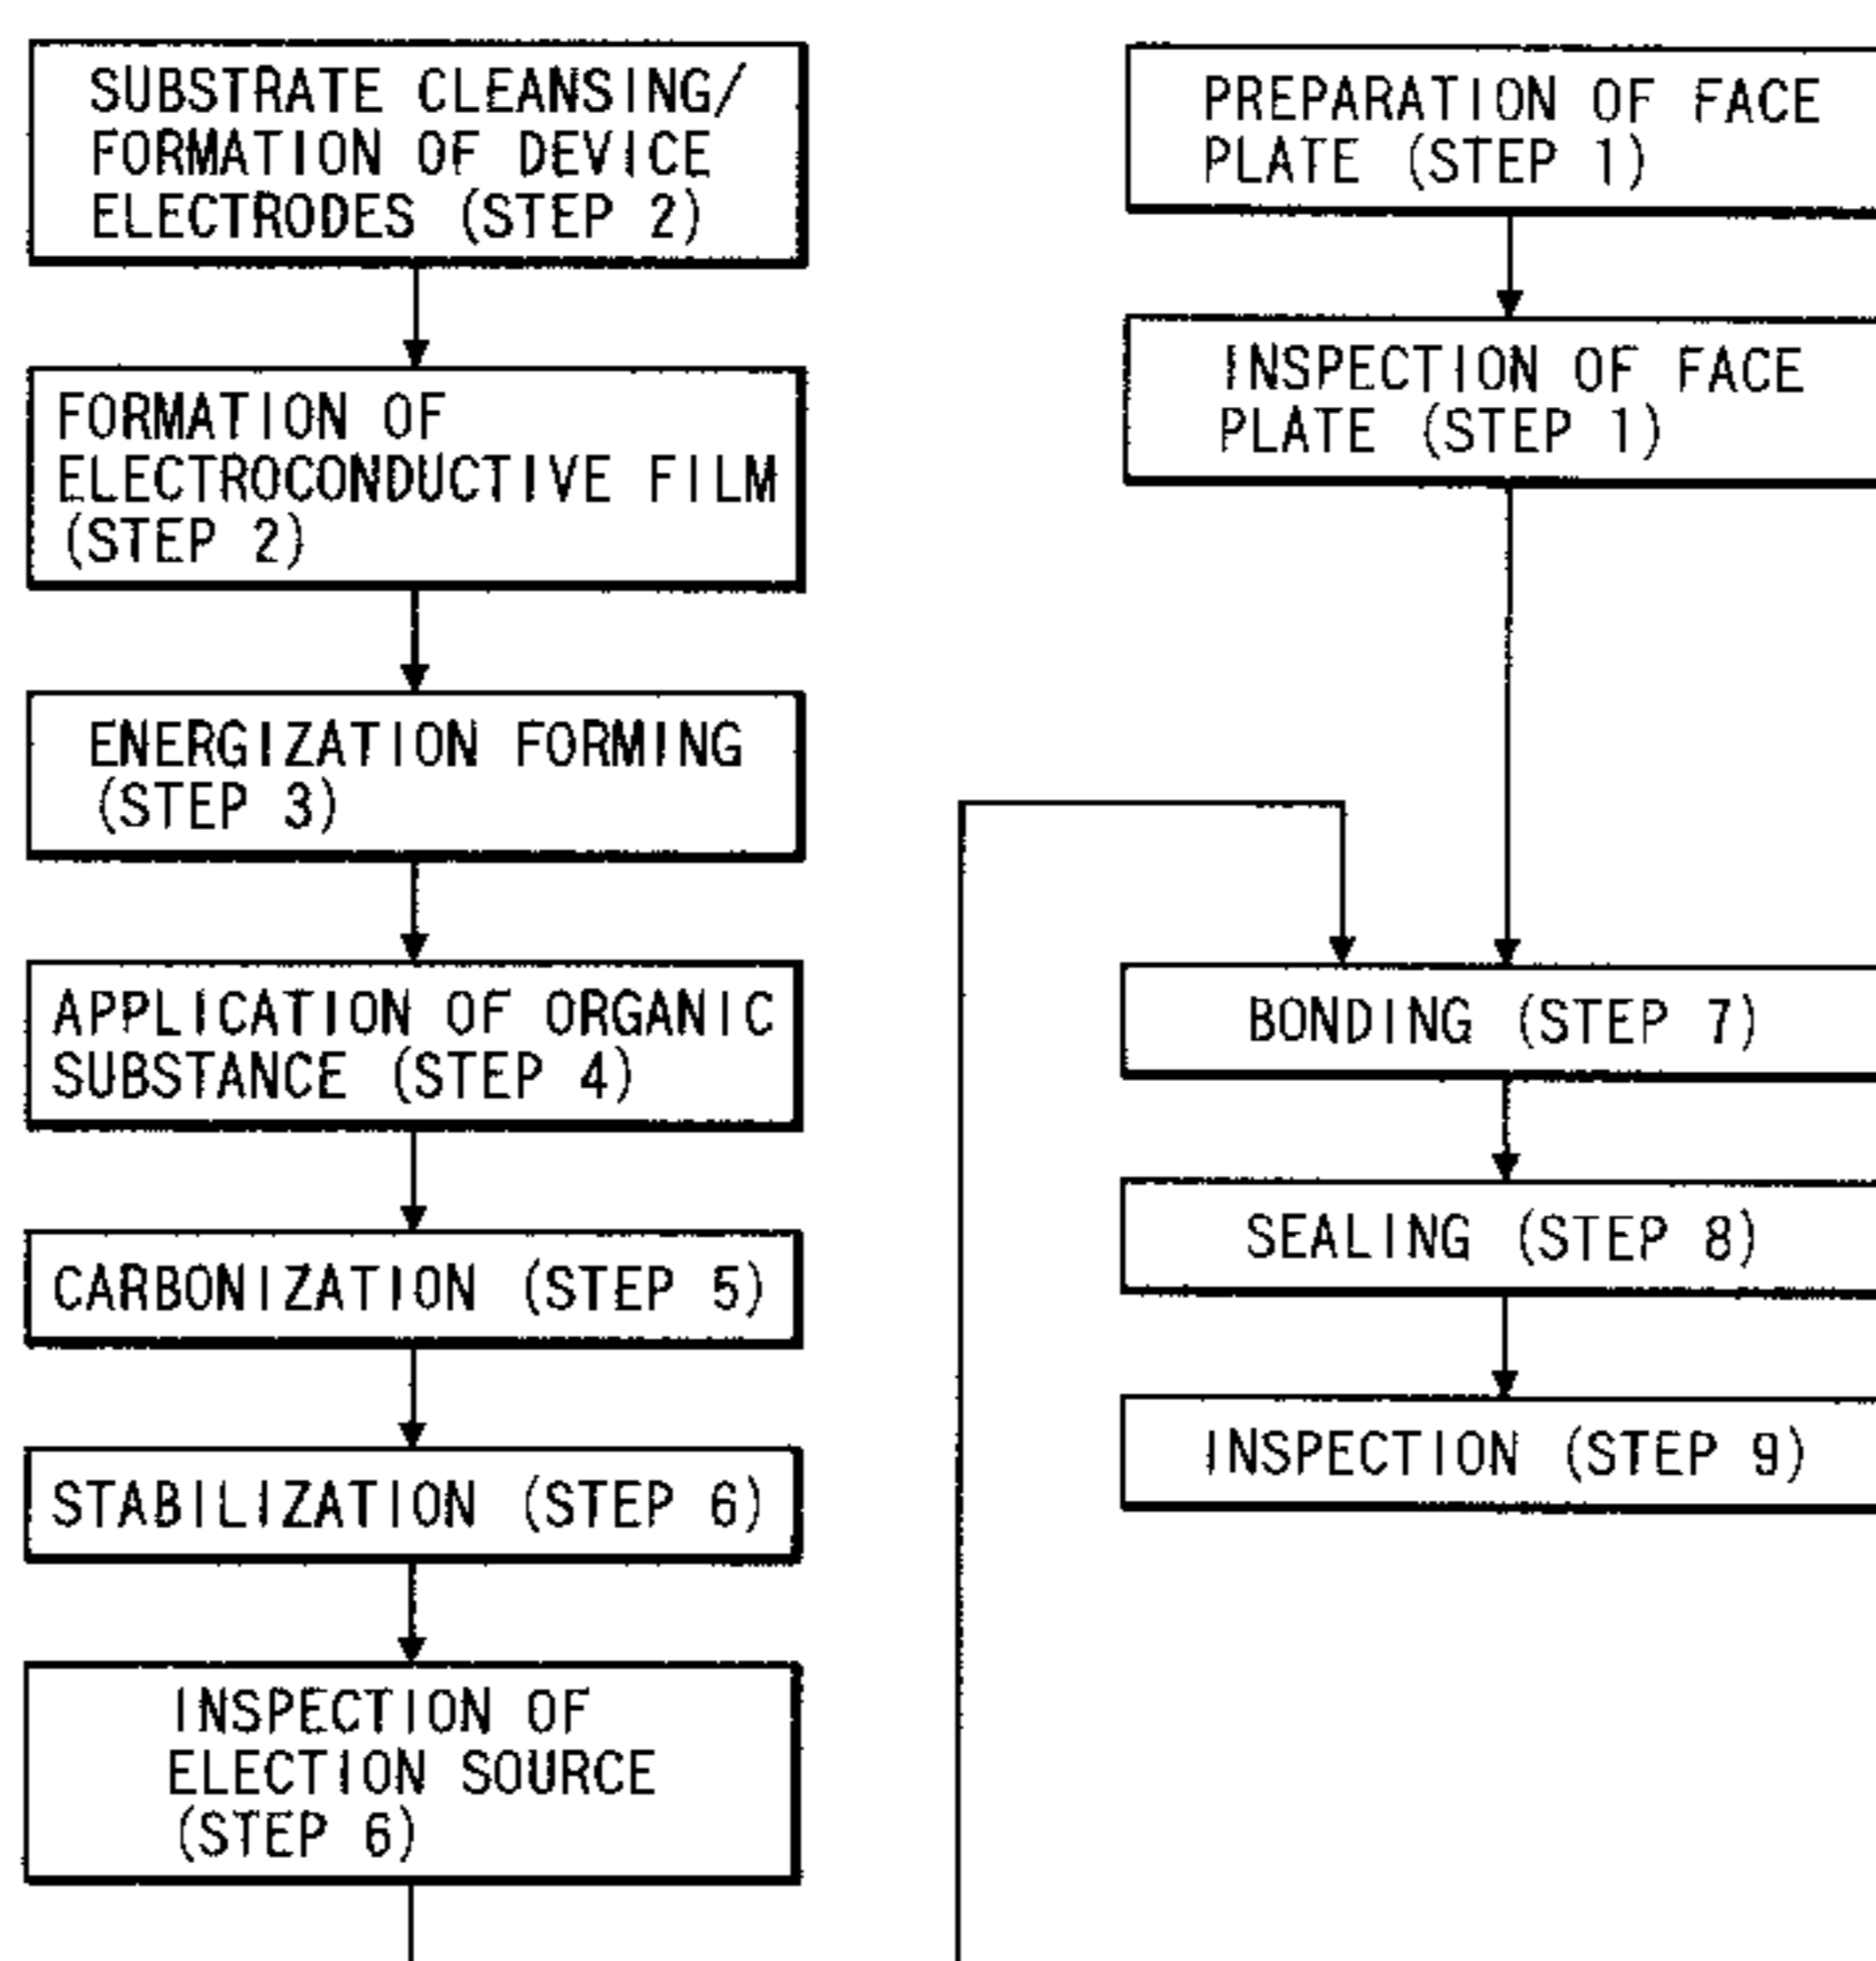 SUBSTRATE CLEANSING/
FORMATION OF DEVICE
ELECTRODES (STEP 2)
FORMATION OF
ELECTROCONDUCTIVE FILM
(STEP 2)
ENERGIZATION FORMING
(STEP 3)
APPLICATION OF ORGANIC
SUBSTANCE (STEP 4)
CARBONIZATION (STEP 5)
STABILIZATION (STEP 6)
INSPECTION OF
ELECTION SOURCE
(STEP 6)
PREPARATION OF FACE
PLATE (STEP 1)
INSPECTION OF FACE
PLATE (STEP 1)
BONDING (STEP 7)
SEALING (STEP 8)
INSPECTION (STEP 9)